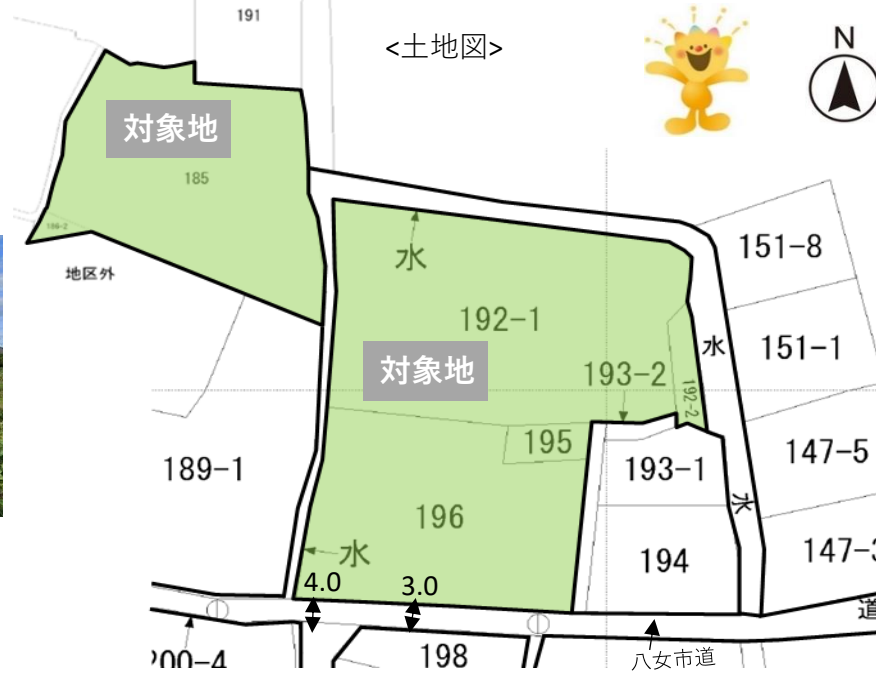 191
<土地図>
N
対象地
185
186-2
地区外
水
151-8
192-1
水
151-1
対象地
193-2
192-2
195
193-1
147-5
189-1
196
水
水
194
147-3
4.0
3.0
道
200-4
198
八女市道